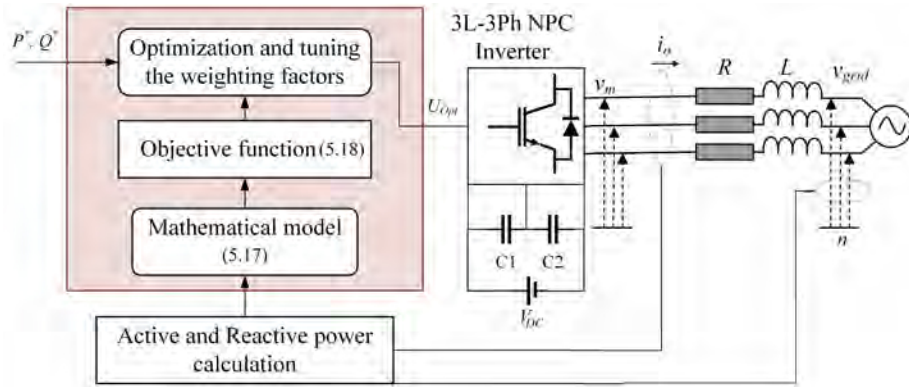 P*, Q*
Optimization and tuning
the weighting factors
Objective function (5.18)
Mathematical model
(5.17)
Active and Reactive power
calculation
U_Opt
3L-3Ph NPC
Inverter
C1
C2
V_DC
v_m
i_o
R
L
v_grid
n